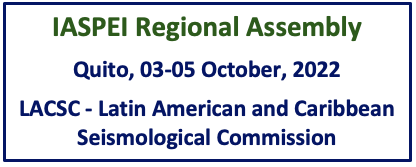 IASPEI Regional Assembly
Quito, 03-05 October, 2022
LACSC - Latin American and Caribbean
Seismological Commission